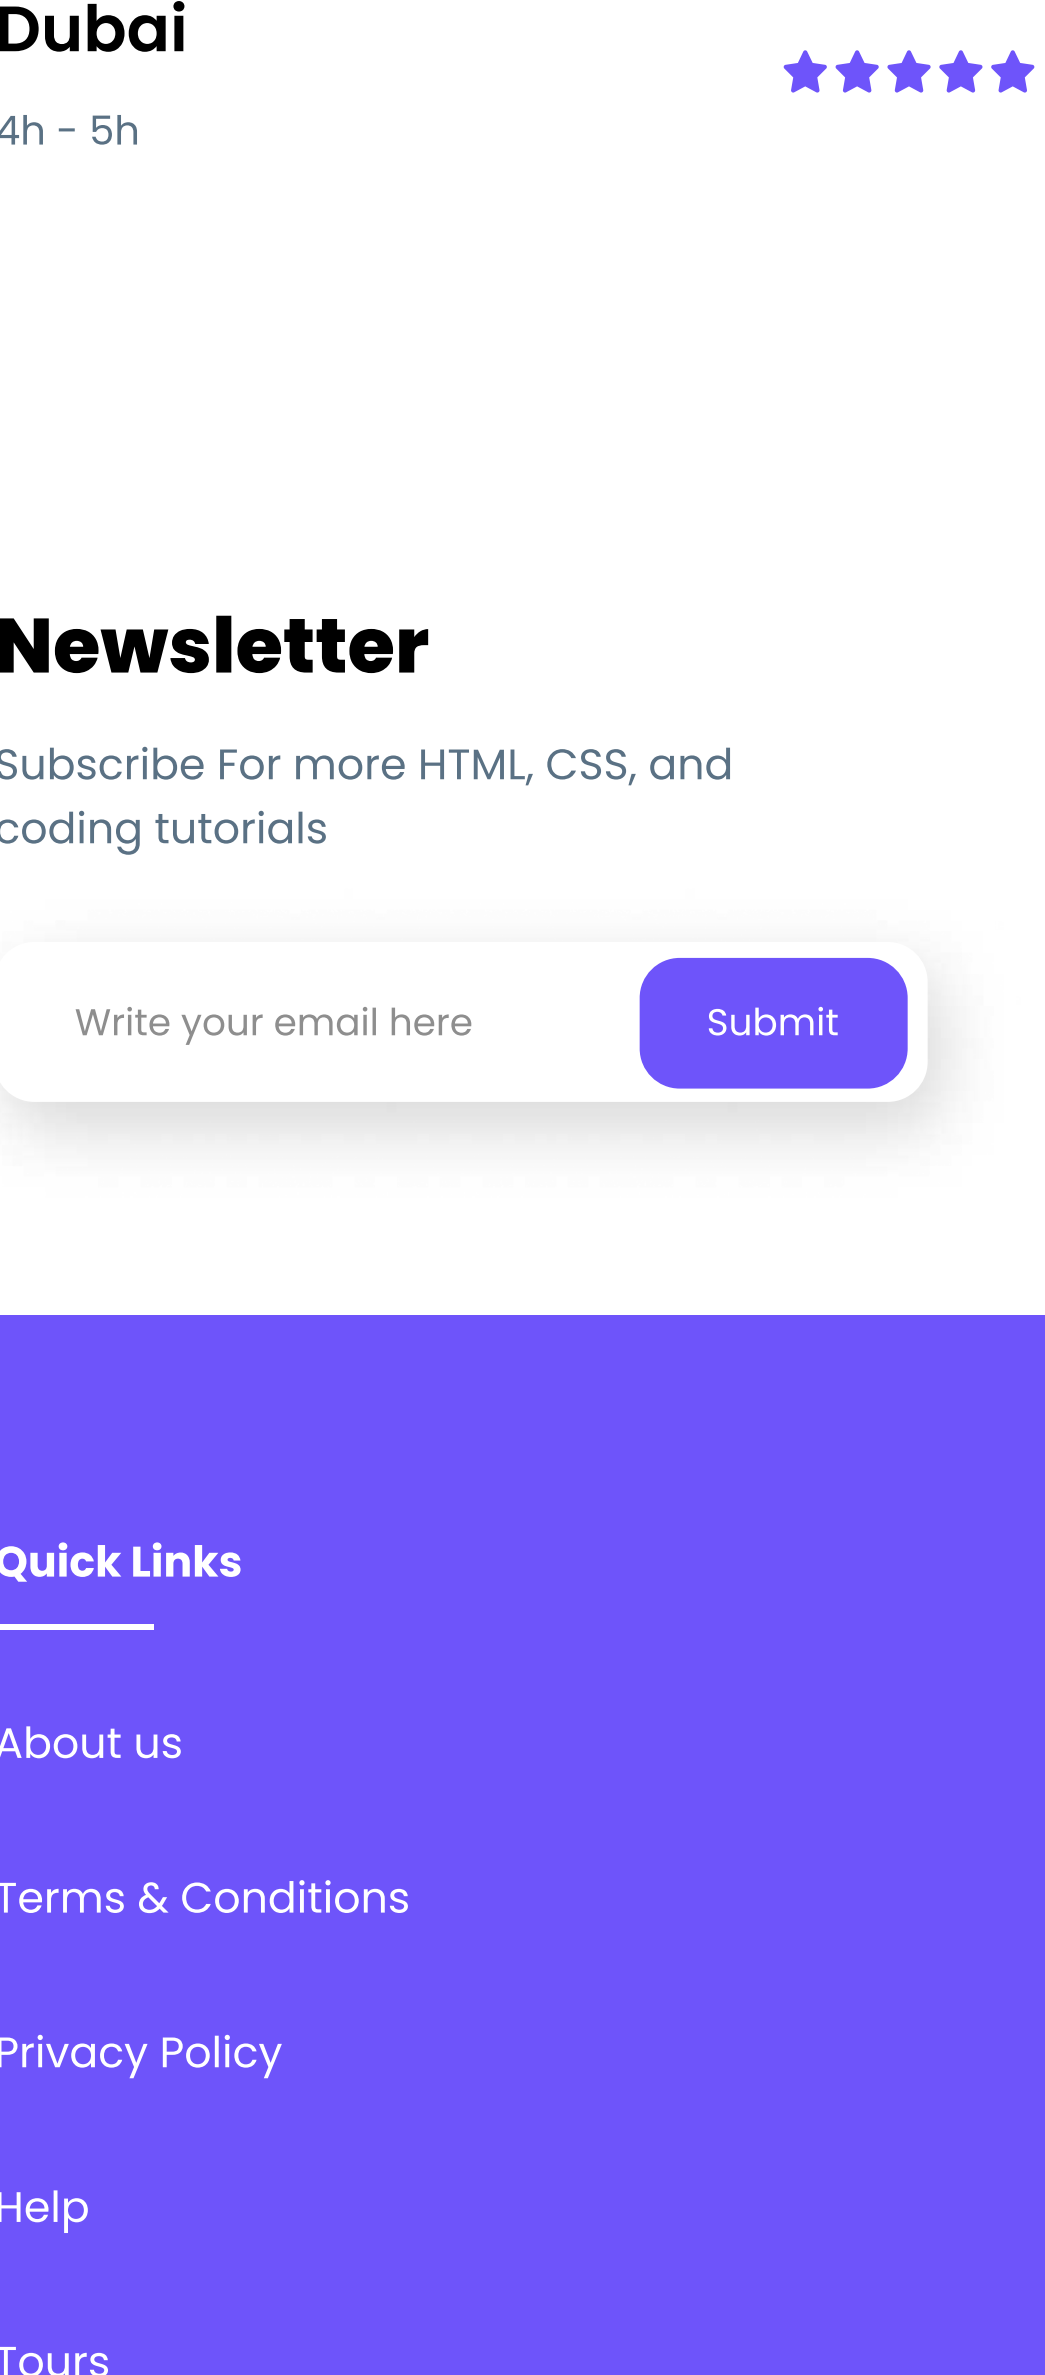 Dubai
4h - 5h
Newsletter
Subscribe For more HTML, CSS, and
coding tutorials
Write your email here
Submit
Quick Links
About us
Terms & Conditions
Privacy Policy
Help
Tours